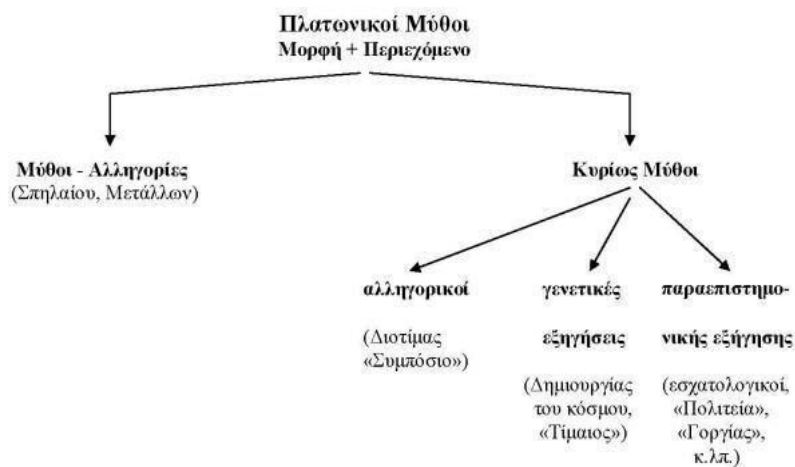 Πλατωνικοί Μύθοι
Μορφή + Περιεχόμενο
Μύθοι - Αλληγορίες
(Σπηλαίου, Μετάλλων)
Κυρίως Μύθοι
αλληγορικοί
(Διοτίμας
«Συμπόσιο»)
γενετικές
εξηγήσεις
(Δημιουργίας
του κόσμου,
«Τίμαιος»)
παραεπιστημο-
νικής εξήγησης
(εσχατολογικοί,
«Πολιτεία»,
«Γοργίας»,
κ.λπ.)